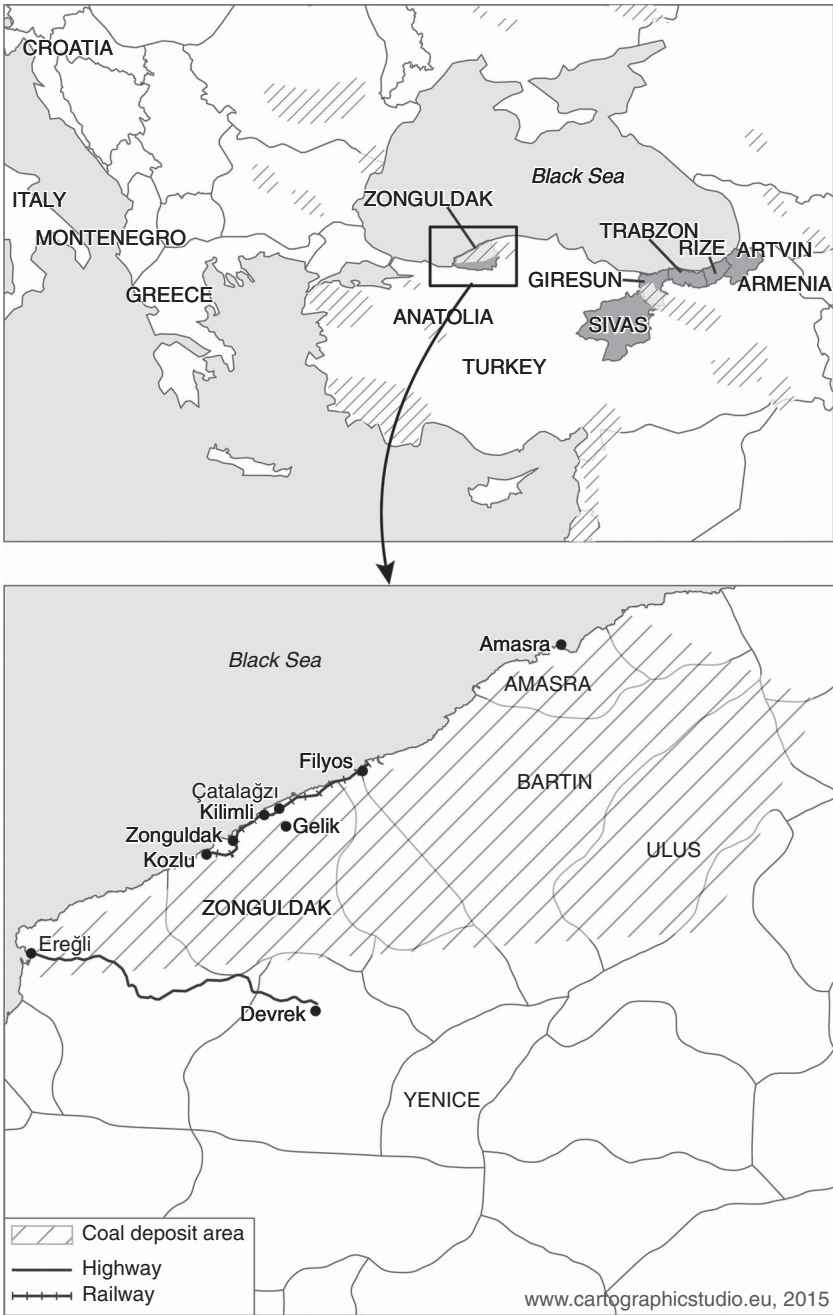 CROATIA
ITALY
MONTENEGRO
GREECE
ZONGULDAK
Black Sea
TRABZON
RIZE
ARTVIN
GIRESUN
ARMENIA
ANATOLIA
SIVAS
TURKEY
Black Sea
Amasra
AMASRA
Filyos
BARTIN
Çatalağzı
Kilimli
Gelik
Zonguldak
Kozlu
ULUS
ZONGULDAK
Ereğli
Devrek
YENICE
Coal deposit area
Highway
Railway
www.cartographicstudio.eu, 2015